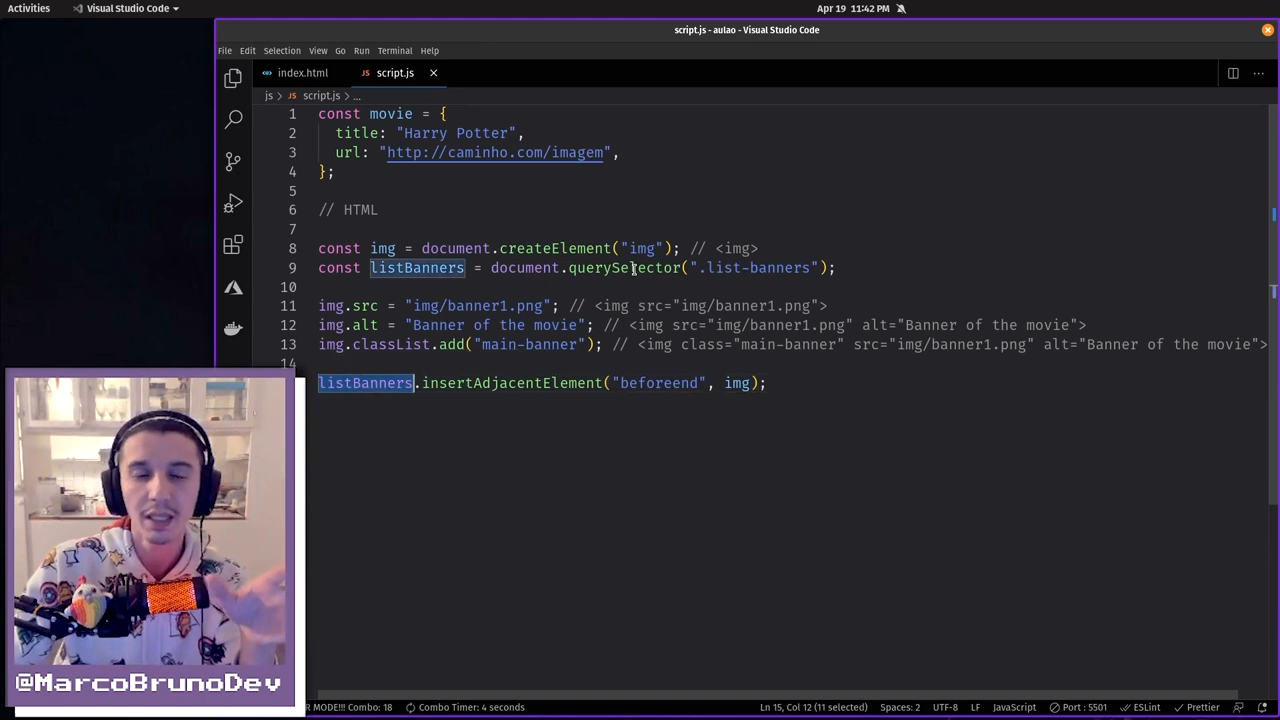 Activities
Visual Studio Code
Apr 19 11:42 PM
script.js - aulao - Visual Studio Code
File Edit Selection View Go Run Terminal Help
index.html
JS script.js
js > JS script.js > ...
1 const movie = {
2 title: "Harry Potter",
3 url: "http://caminho.com/imagem",
4 };
5
6 // HTML
7
8 const img = document.createElement("img"); // <img>
9 const listBanners = document.querySelector(".list-banners");
10
11 img.src = "img/banner1.png"; // <img src="img/banner1.png">
12 img.alt = "Banner of the movie"; // <img src="img/banner1.png" alt="Banner of the movie">
13 img.classList.add("main-banner"); // <img class="main-banner" src="img/banner1.png" alt="Banner of the movie">
14
listBanners.insertAdjacentElement("beforeend", img);
@MarcoBrunoDev
R MODE!!! Combo: 18
Combo Timer: 4 seconds
Ln 15, Col 12 (11 selected)
Spaces: 2
UTF-8
LF
JavaScript
Port : 5501
ESLint
Prettier